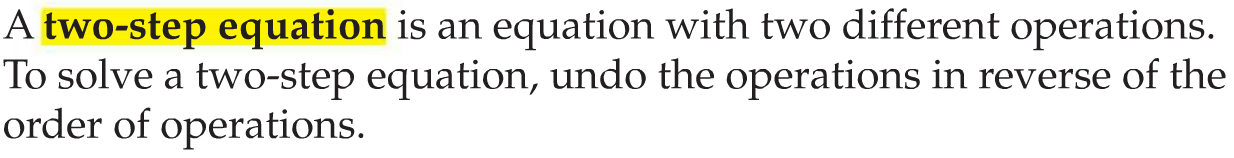 A two-step equation is an equation with two different operations.
To solve a two-step equation, undo the operations in reverse of the
order of operations.